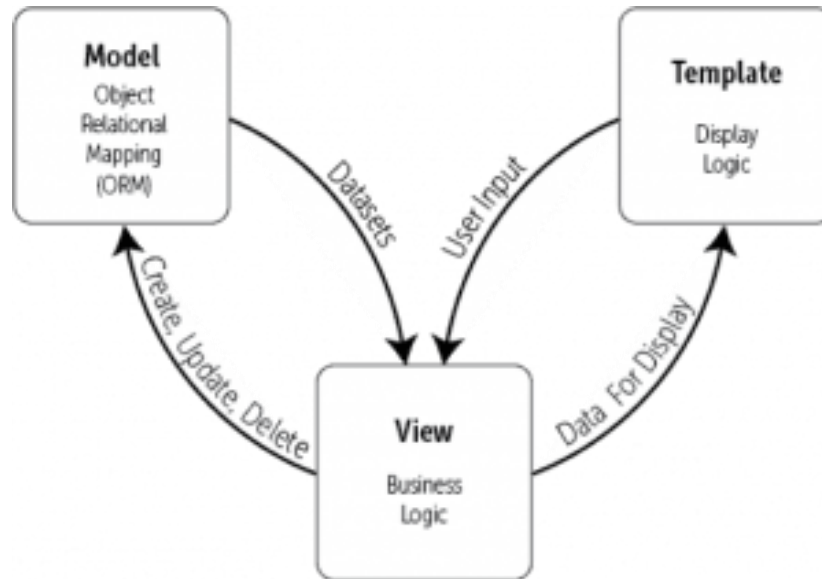 Model
Object
Relational
Mapping
(ORM)
Template
Display
Logic
Datasets
User Input
Create, Update, Delete
Data For Display
View
Business
Logic